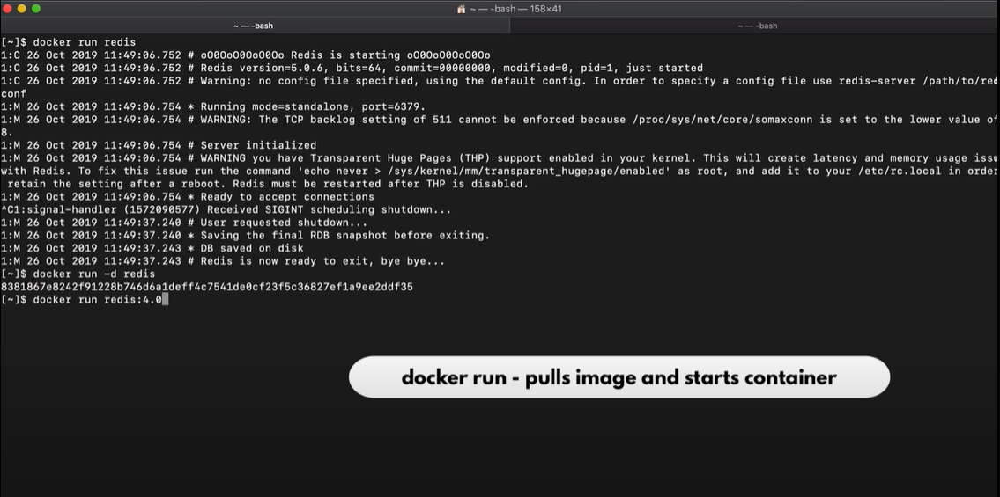 ~ — -bash — 158×41
~ — -bash
~ — -bash
[~]$ docker run redis
1:C 26 Oct 2019 11:49:06.752 # oO0OoO0OoO0Oo Redis is starting oO0OoO0OoO0Oo
1:C 26 Oct 2019 11:49:06.752 # Redis version=5.0.6, bits=64, commit=00000000, modified=0, pid=1, just started
1:C 26 Oct 2019 11:49:06.752 # Warning: no config file specified, using the default config. In order to specify a config file use redis-server /path/to/red
conf
1:M 26 Oct 2019 11:49:06.754 * Running mode=standalone, port=6379.
1:M 26 Oct 2019 11:49:06.754 # WARNING: The TCP backlog setting of 511 cannot be enforced because /proc/sys/net/core/somaxconn is set to the lower value of
8.
1:M 26 Oct 2019 11:49:06.754 # Server initialized
1:M 26 Oct 2019 11:49:06.754 # WARNING you have Transparent Huge Pages (THP) support enabled in your kernel. This will create latency and memory usage issu
with Redis. To fix this issue run the command 'echo never > /sys/kernel/mm/transparent_hugepage/enabled' as root, and add it to your /etc/rc.local in order
retain the setting after a reboot. Redis must be restarted after THP is disabled.
1:M 26 Oct 2019 11:49:06.754 * Ready to accept connections
^C1:signal-handler (1572090577) Received SIGINT scheduling shutdown...
1:M 26 Oct 2019 11:49:37.240 # User requested shutdown...
1:M 26 Oct 2019 11:49:37.240 * Saving the final RDB snapshot before exiting.
1:M 26 Oct 2019 11:49:37.243 * DB saved on disk
1:M 26 Oct 2019 11:49:37.243 # Redis is now ready to exit, bye bye...
[~]$ docker run -d redis
8381867e8242f91228b746d6a1deff4c7541de0cf23f5c36827ef1a9ee2ddf35
[~]$ docker run redis:4.0
docker run - pulls image and starts container